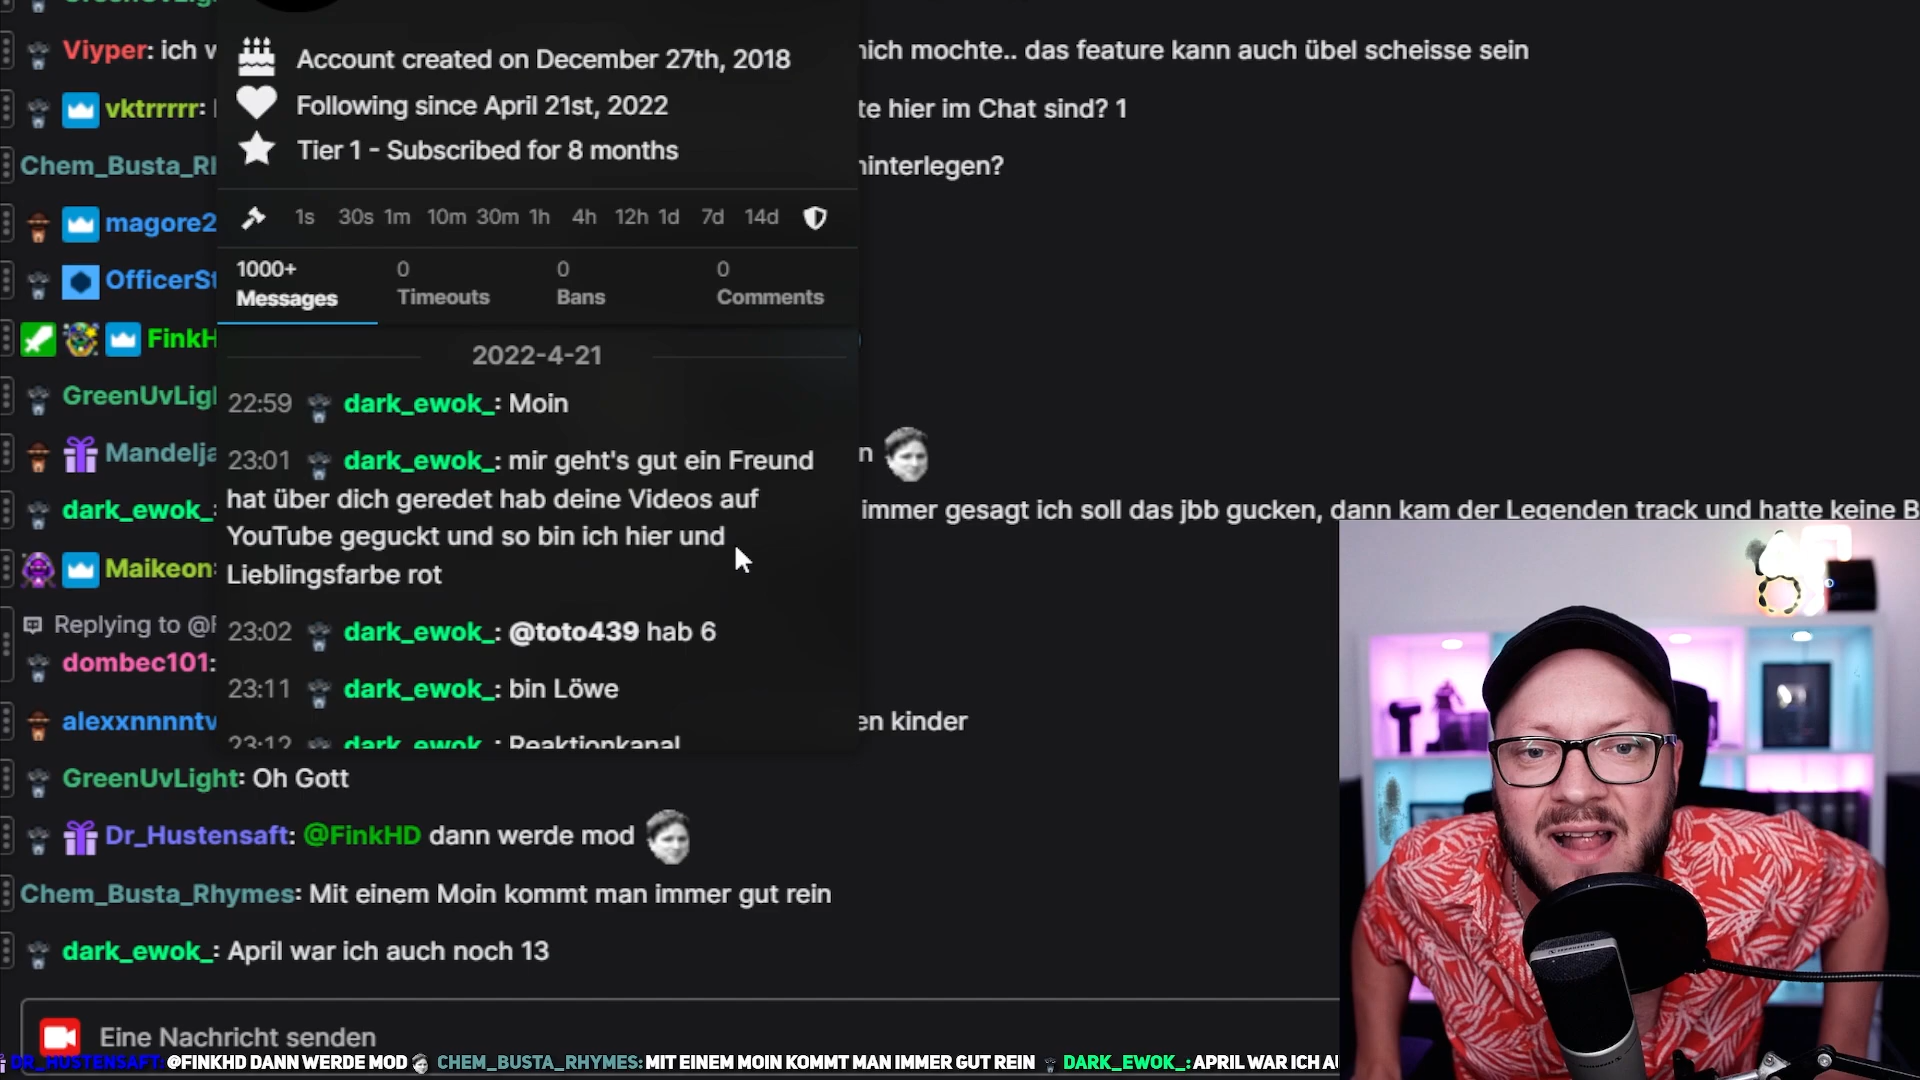 Viyper: ich
Account created on December 27th, 2018
mochte.. das feature kann auch übel scheisse sein
Following since April 21st, 2022
vktrrrrr:
hier im Chat sind? 1
Tier 1 - Subscribed for 8 months
Chem_Busta_
hinterlegen?
magore2
1s 30s 1m 10m 30m 1h 4h 12h 1d 7d 14d
OfficerSt
1000+ 0 0 0
Messages Timeouts Bans Comments
FinkH
2022-4-21
GreenUvLigh
22:59 dark_ewok_: Moin
Mandelja
23:01 dark_ewok_: mir geht's gut ein Freund
hat über dich geredet hab deine Videos auf
YouTube geguckt und so bin ich hier und
Lieblingsfarbe rot
n
dark_ewok_:
immer gesagt ich soll das jbb gucken, dann kam der Legenden track und hatte keine B
Maikeon:
Replying to @F
23:02 dark_ewok_: @toto439 hab 6
dombec101:
23:11 dark_ewok_: bin Löwe
alexxnnnntv
en kinder
23:12 dark_ewok_: Reaktionkanal
GreenUvLight: Oh Gott
Dr_Hustensaft: @FinkHD dann werde mod
Chem_Busta_Rhymes: Mit einem Moin kommt man immer gut rein
dark_ewok_: April war ich auch noch 13
Eine Nachricht senden
DR_HUSTENSAFT: @FINKHD DANN WERDE MOD CHEM_BUSTA_RHYMES: MIT EINEM MOIN KOMMT MAN IMMER GUT REIN DARK_EWOK_: APRIL WAR ICH AU